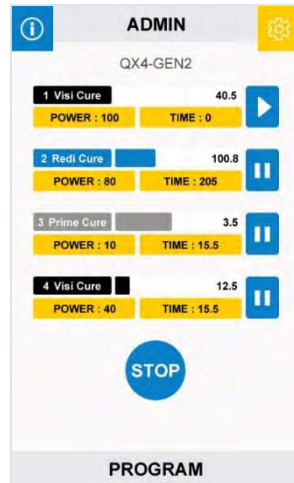 ADMIN
QX4-GEN2
1 Visi Cure 40.5
POWER : 100 TIME : 0
2 Redi Cure 100.8
POWER : 80 TIME : 205
3 Prime Cure 3.5
POWER : 10 TIME : 15.5
4 Visi Cure 12.5
POWER : 40 TIME : 15.5
STOP
PROGRAM